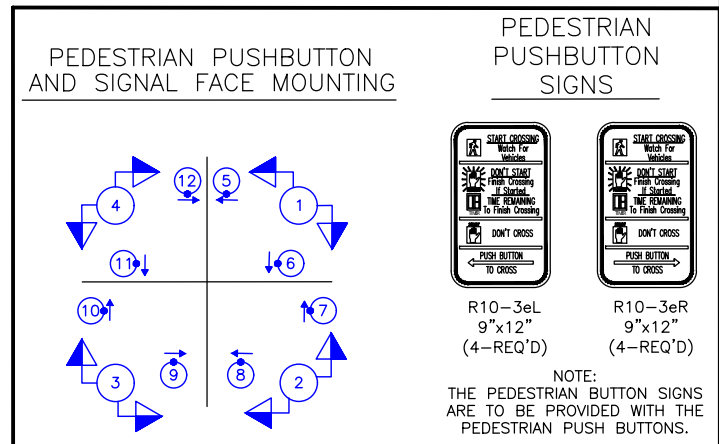 PEDESTRIAN PUSHBUTTON
AND SIGNAL FACE MOUNTING
12
5
4
1
11
6
10
7
9
8
3
2
PEDESTRIAN
PUSHBUTTON
SIGNS
START CROSSING
Watch For
Vehicles
DON'T START
Finish Crossing
If Started
TIME REMAINING
To Finish Crossing
DON'T CROSS
PUSH BUTTON
TO CROSS
START CROSSING
Watch For
Vehicles
DON'T START
Finish Crossing
If Started
TIME REMAINING
To Finish Crossing
DON'T CROSS
PUSH BUTTON
TO CROSS
R10-3eL
9"x12"
(4-REQ'D)
R10-3eR
9"x12"
(4-REQ'D)
NOTE:
THE PEDESTRIAN BUTTON SIGNS
ARE TO BE PROVIDED WITH THE
PEDESTRIAN PUSH BUTTONS.